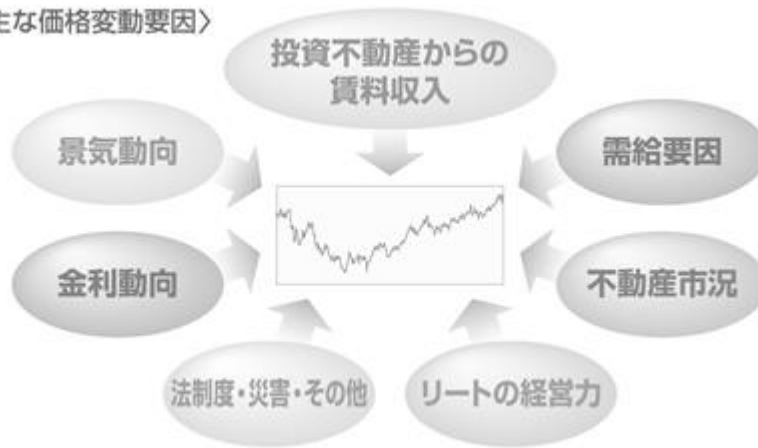 主な価格変動要因〉
投資不動産からの
賃料収入
景気動向
需給要因
金利動向
不動産市況
法制度・災害・その他
リートの経営力